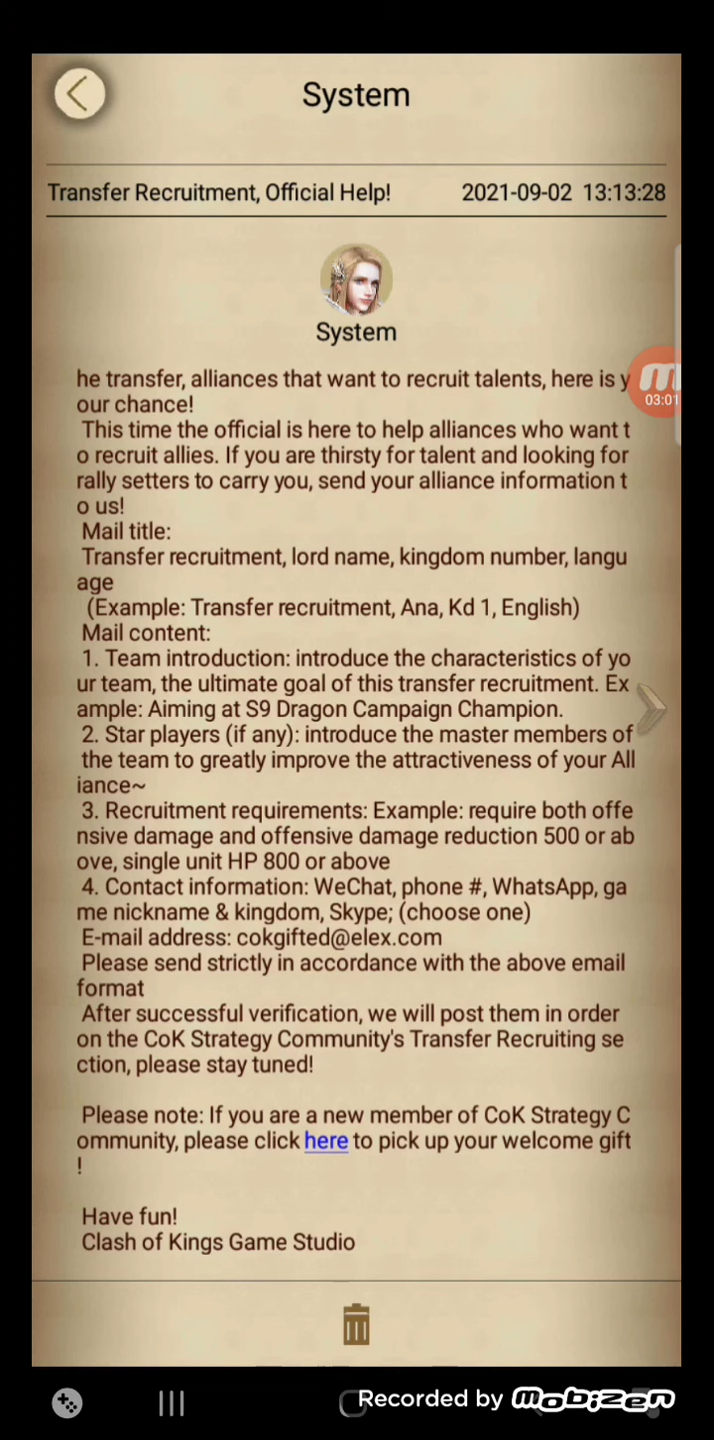 System
Transfer Recruitment, Official Help! 2021-09-02 13:13:28
System
he transfer, alliances that want to recruit talents, here is y
our chance!
This time the official is here to help alliances who want t
o recruit allies. If you are thirsty for talent and looking for
rally setters to carry you, send your alliance information t
o us!
Mail title:
Transfer recruitment, lord name, kingdom number, langu
age
(Example: Transfer recruitment, Ana, Kd 1, English)
Mail content:
1. Team introduction: introduce the characteristics of yo
ur team, the ultimate goal of this transfer recruitment. Ex
ample: Aiming at S9 Dragon Campaign Champion.
2. Star players (if any): introduce the master members of
the team to greatly improve the attractiveness of your All
iance~
3. Recruitment requirements: Example: require both offe
nsive damage and offensive damage reduction 500 or ab
ove, single unit HP 800 or above
4. Contact information: WeChat, phone #, WhatsApp, ga
me nickname & kingdom, Skype; (choose one)
E-mail address: cokgifted@elex.com
Please send strictly in accordance with the above email
format
After successful verification, we will post them in order
on the CoK Strategy Community's Transfer Recruiting se
ction, please stay tuned!
Please note: If you are a new member of CoK Strategy C
ommunity, please click here to pick up your welcome gift
!
Have fun!
Clash of Kings Game Studio
03:01
Recorded by mobizen